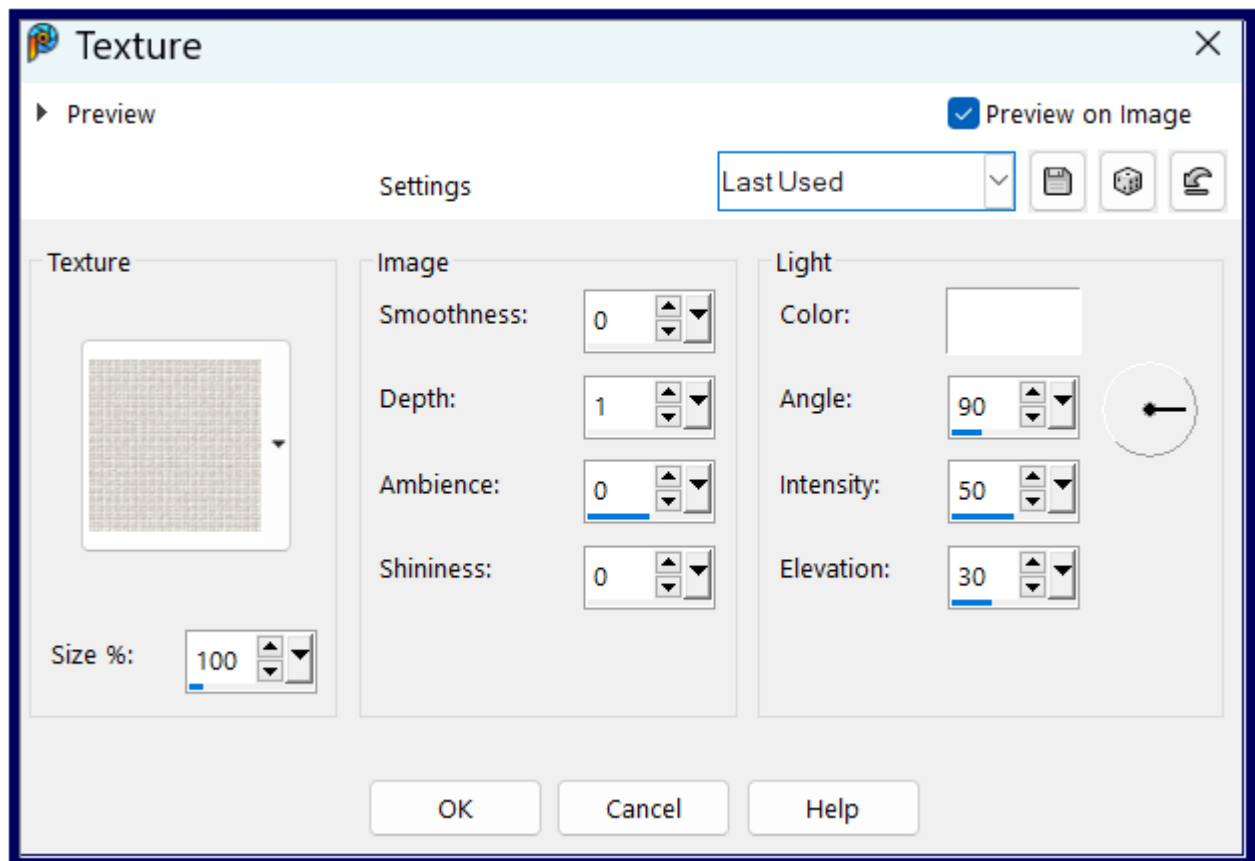 Texture
Preview
Preview on Image
Settings
Last Used
Texture
Size %: 100
Image
Smoothness: 0
Depth: 1
Ambience: 0
Shininess: 0
Light
Color:
Angle: 90
Intensity: 50
Elevation: 30
OK Cancel Help